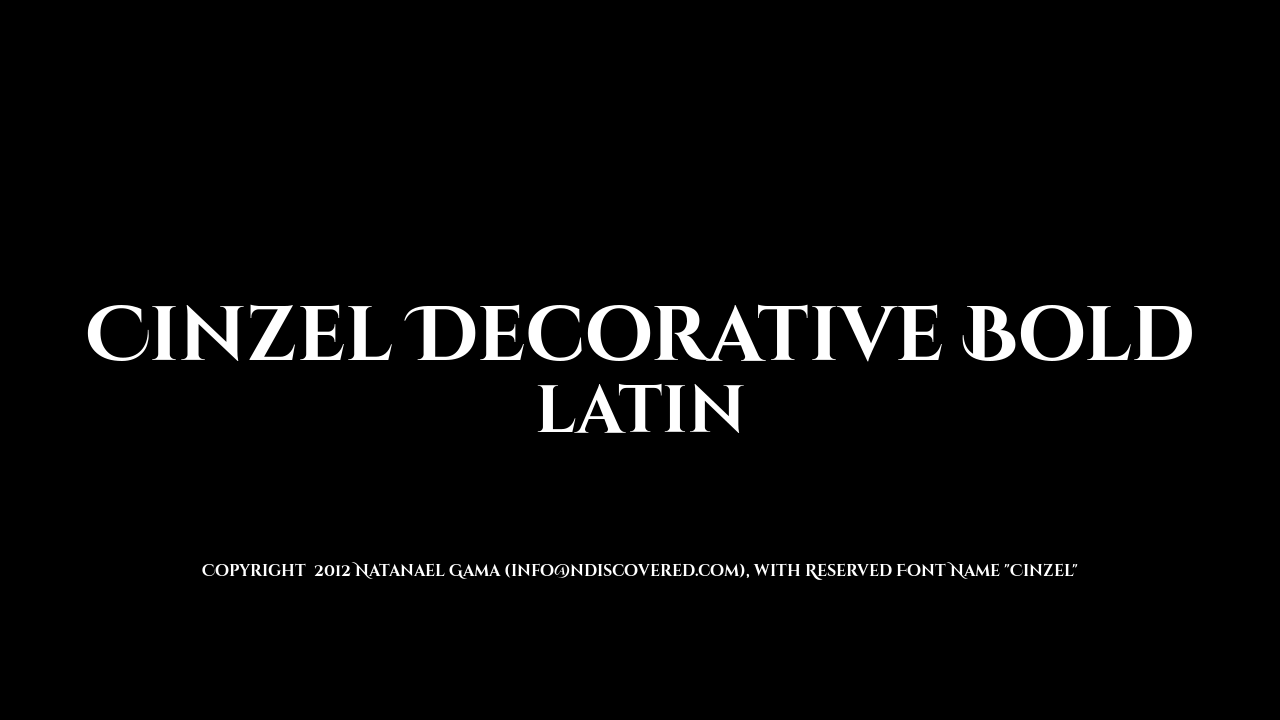 Cinzel Decorative Bold
latin
Copyright  2012 Natanael Gama (info@ndiscovered.com), with Reserved Font Name "Cinzel"